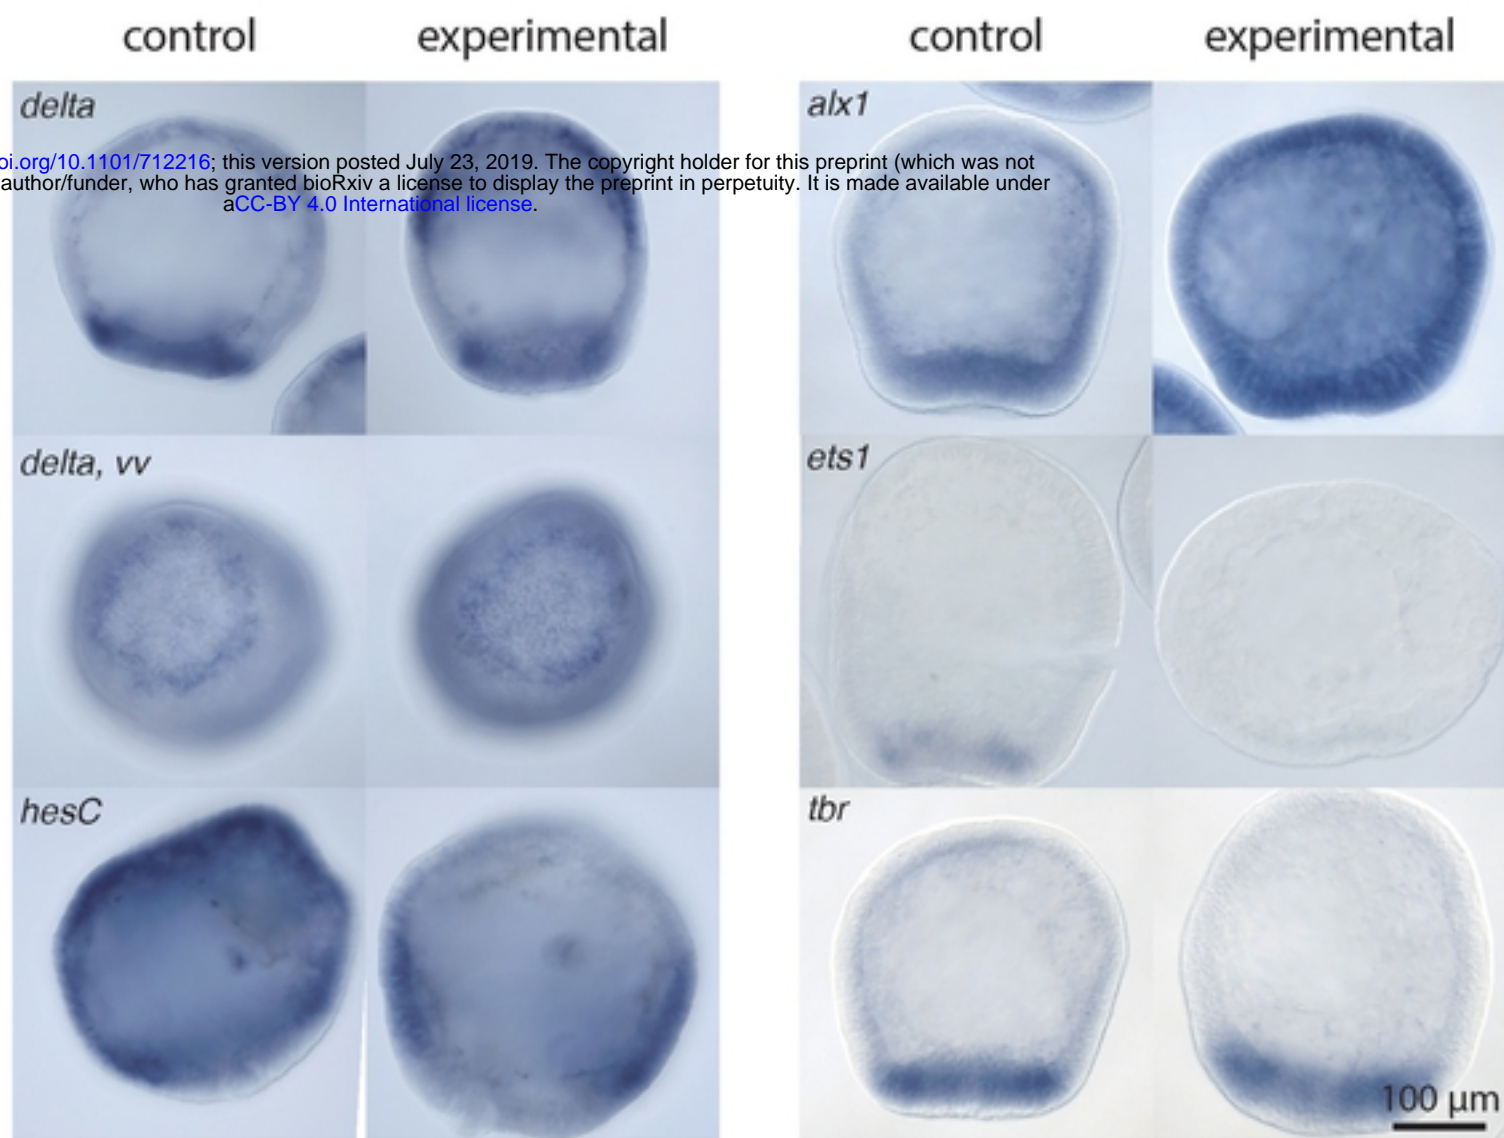 control experimental control experimental
delta alx1
oi.org/10.1101/712216; this version posted July 23, 2019. The copyright holder for this preprint (which was not
author/funder, who has granted bioRxiv a license to display the preprint in perpetuity. It is made available under
aCC-BY 4.0 International license.
delta, vv ets1
hesC tbr
100 µm